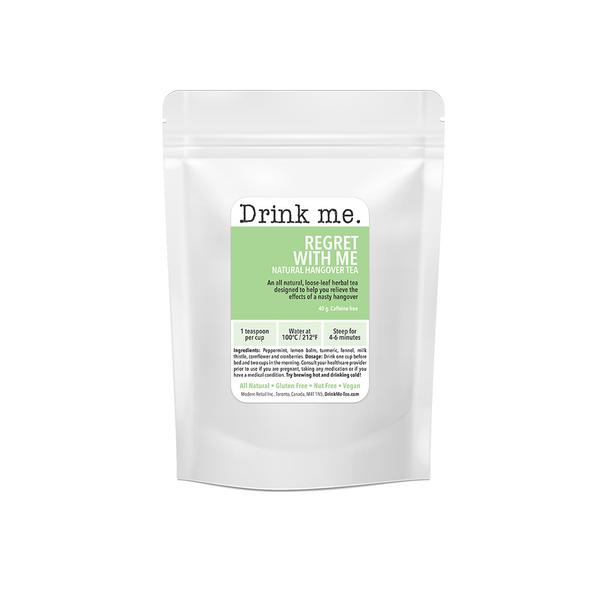 Drink me.
REGRET
WITH ME
NATURAL HANGOVER TEA
An all natural, loose-leaf herbal tea
designed to help you relieve the
effects of a nasty hangover
40 g. Caffeine free
1 teaspoon
per cup
Water at
100°C / 212°F
Steep for
4-6 minutes
Ingredients: Peppermint, lemon balm, turmeric, fennel, milk
thistle, cornflower and cranberries. Dosage: Drink one cup before
bed and two cups in the morning. Consult your healthcare provider
prior to use if you are pregnant, taking any medication or if you
have a medical condition. Try brewing hot and drinking cold!
All Natural • Gluten Free • Nut Free • Vegan
Modern Retail Inc., Toronto, Canada, M4T 1N5, DrinkMe-Tea.com